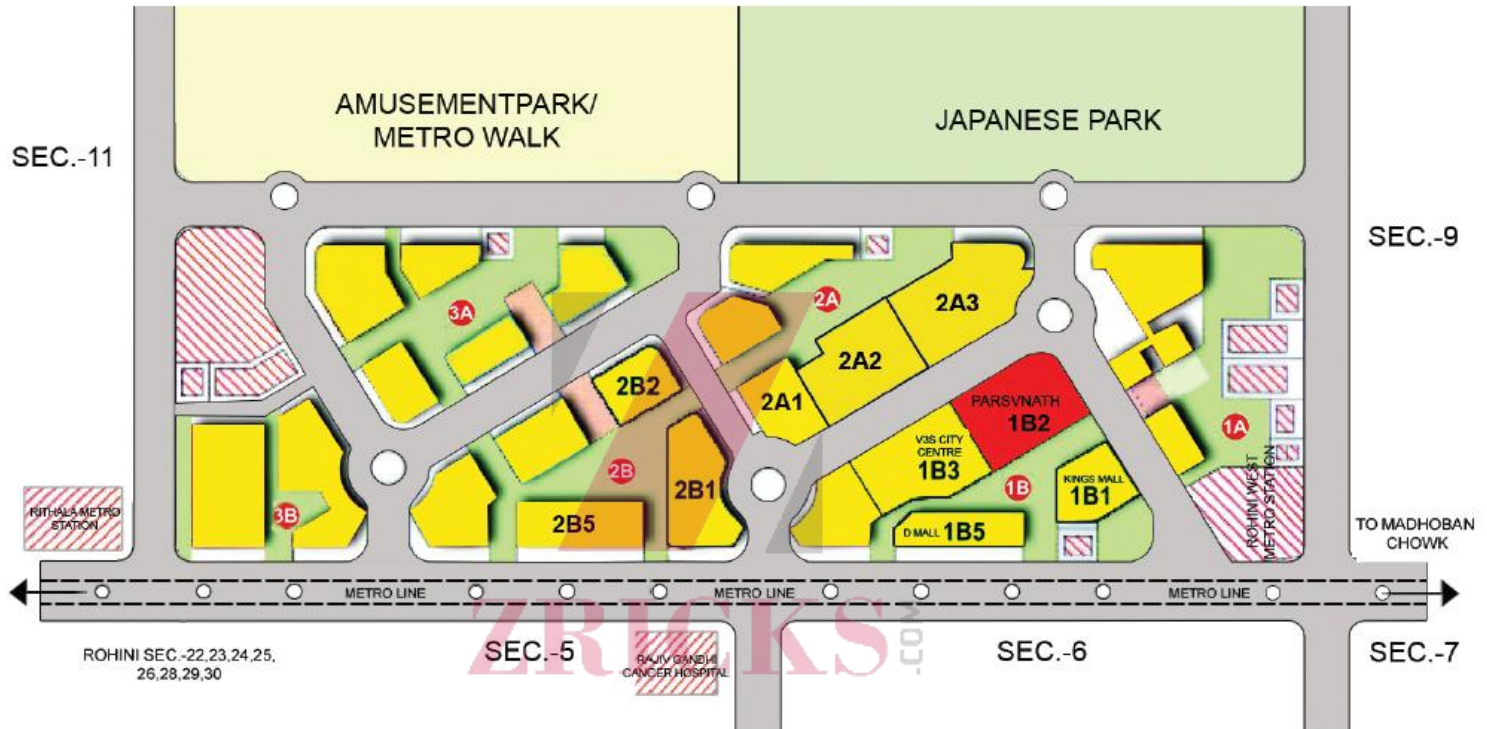 AMUSEMENTPARK/
METRO WALK
JAPANESE PARK
SEC.-11
SEC.-9
3A
2A
2A3
2A2
2A1
2B2
PARSVNATH
1B2
V3S CITY
CENTRE
1B3
1A
2B
2B1
1B
KINGS MALL
1B1
3B
2B5
D MALL 1B5
RITHALA METRO
STATION
ROHINI WEST
METRO STATION
TO MADHOBAN
CHOWK
METRO LINE
METRO LINE
METRO LINE
ROHINI SEC.-22,23,24,25,
26,28,29,30
SEC.-5
RAJIV GANDHI
CANCER HOSPITAL
SEC.-6
SEC.-7
ZRICKS
.COM